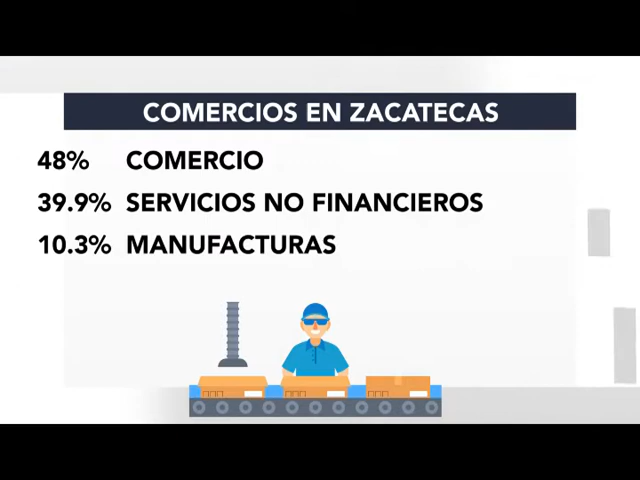 COMERCIOS EN ZACATECAS
48% COMERCIO
39.9% SERVICIOS NO FINANCIEROS
10.3% MANUFACTURAS